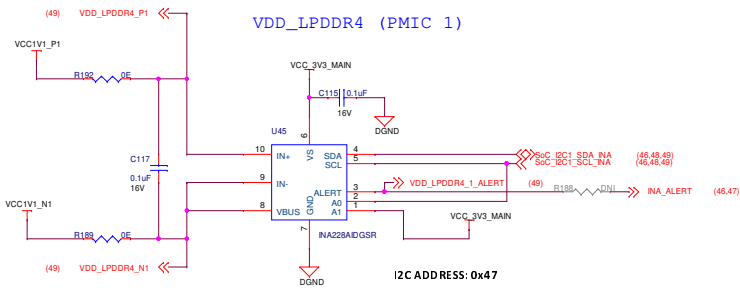 (49) VDD_LPDDR4_P1
VDD_LPDDR4 (PMIC 1)
VCC1V1_P1
VCC_3V3_MAIN
R192 0E
C115 0.1uF
16V
DGND
U45
6
VS
10 IN+
SDA 4
SCL 5
SoC_I2C1_SDA_INA (46,48,49)
SoC_I2C1_SCL_INA (46,48,49)
C117
0.1uF
16V
9 IN-
ALERT 3
A0 2
A1 1
VDD_LPDDR4_1_ALERT (49)
R188 DNI
INA_ALERT (46,47)
VCC1V1_N1
8 VBUS
GND
7
VCC_3V3_MAIN
R189 0E
INA228AIDGSR
(49) VDD_LPDDR4_N1
DGND
I2C ADDRESS: 0x47